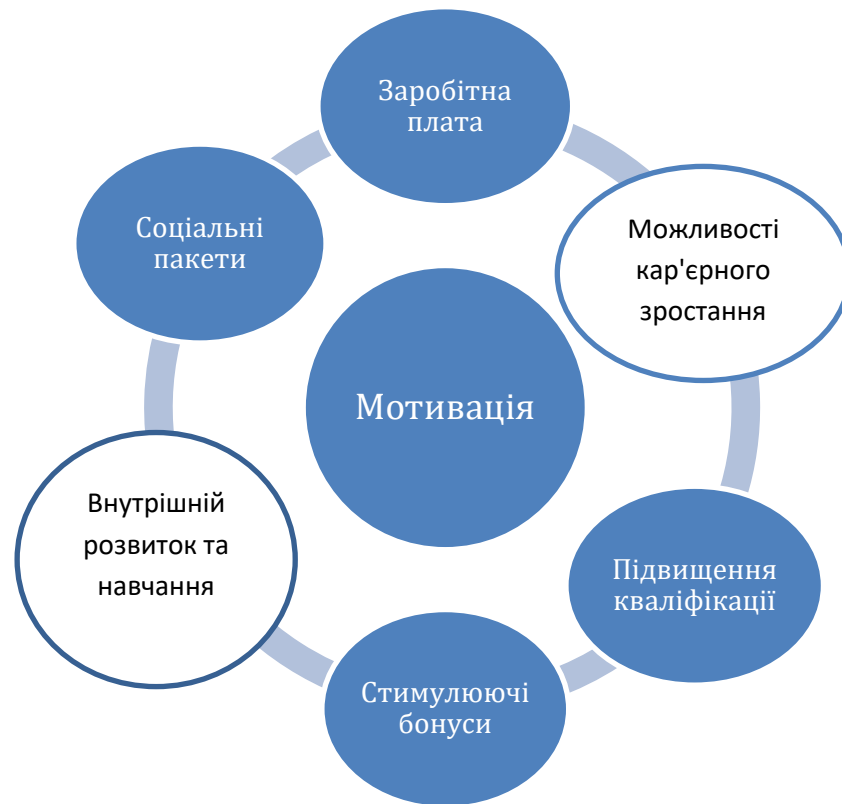 Заробітна
плата
Соціальні
пакети
Можливості
кар'єрного
зростання
Мотивація
Внутрішній
розвиток та
навчання
Підвищення
кваліфікації
Стимулюючі
бонуси